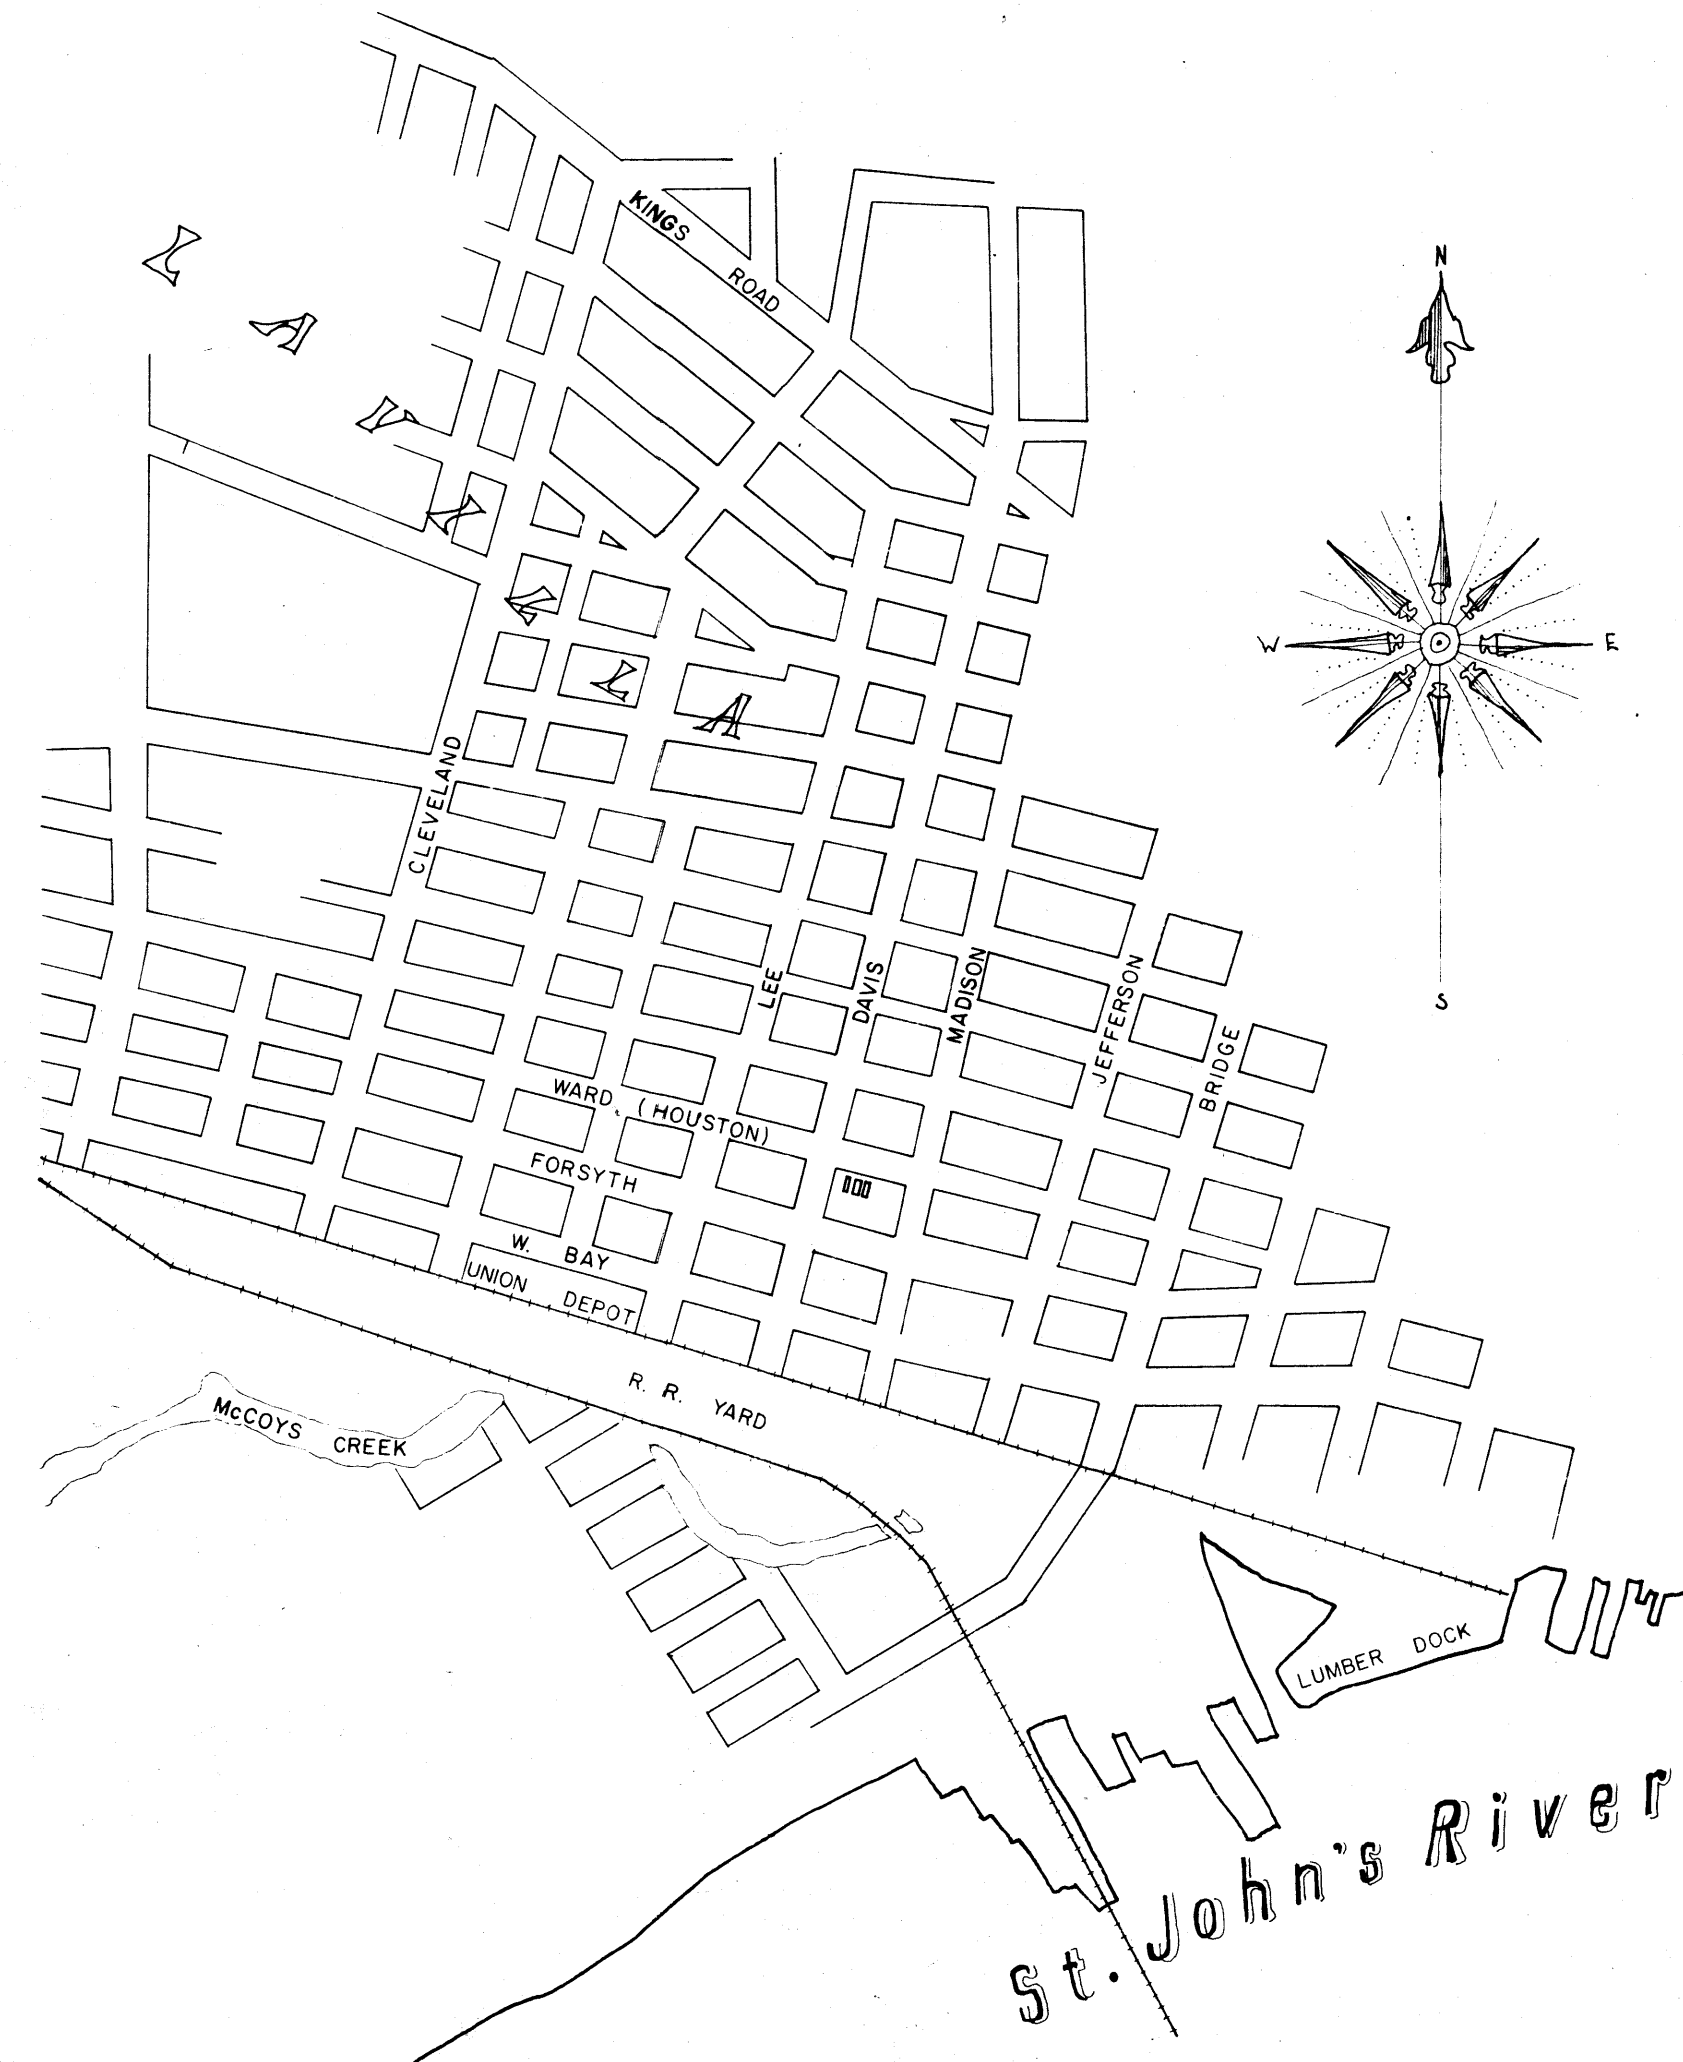 KINGS ROAD
LAVILLA
N
W
E
S
CLEVELAND
LEE
DAVIS
MADISON
JEFFERSON
BRIDGE
WARD. (HOUSTON)
FORSYTH
W. BAY
UNION DEPOT
R. R. YARD
McCOYS CREEK
LUMBER DOCK
St. John's River